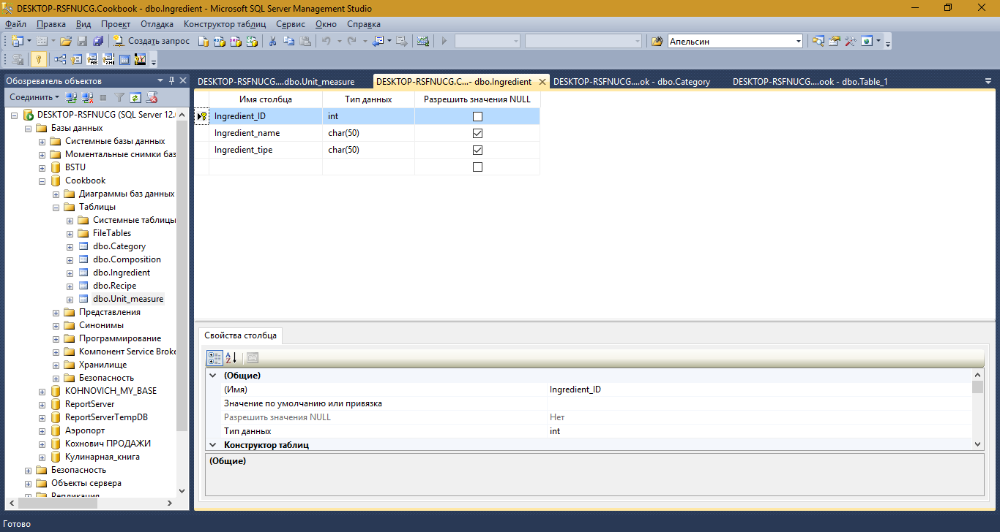 DESKTOP-RSFNUCG.Cookbook - dbo.Ingredient - Microsoft SQL Server Management Studio
Файл Правка Вид Проект Отладка Конструктор таблиц Сервис Окно Справка
Создать запрос Апельсин
Обозреватель объектов
DESKTOP-RSFNUCG....dbo.Unit_measure DESKTOP-RSFNUCG.C...- dbo.Ingredient DESKTOP-RSFNUCG....ok - dbo.Category DESKTOP-RSFNUCG....ook - dbo.Table_1
Соединить
DESKTOP-RSFNUCG (SQL Server 12.
Базы данных
Системные базы данных
Моментальные снимки баз
BSTU
Cookbook
Диаграммы баз данных
Таблицы
Системные таблицы
FileTables
dbo.Category
dbo.Composition
dbo.Ingredient
dbo.Recipe
dbo.Unit_measure
Представления
Синонимы
Программирование
Компонент Service Broke
Хранилище
Безопасность
KOHNOVICH_MY_BASE
ReportServer
ReportServerTempDB
Аэропорт
Кохнович ПРОДАЖИ
Кулинарная_книга
Безопасность
Объекты сервера
Репликация
Имя столбца Тип данных Разрешить значения NULL
Ingredient_ID int
Ingredient_name char(50)
Ingredient_tipe char(50)
Свойства столбца
(Общие)
(Имя) Ingredient_ID
Значение по умолчанию или привязка
Разрешить значения NULL Нет
Тип данных int
Конструктор таблиц
(Общие)
Готово